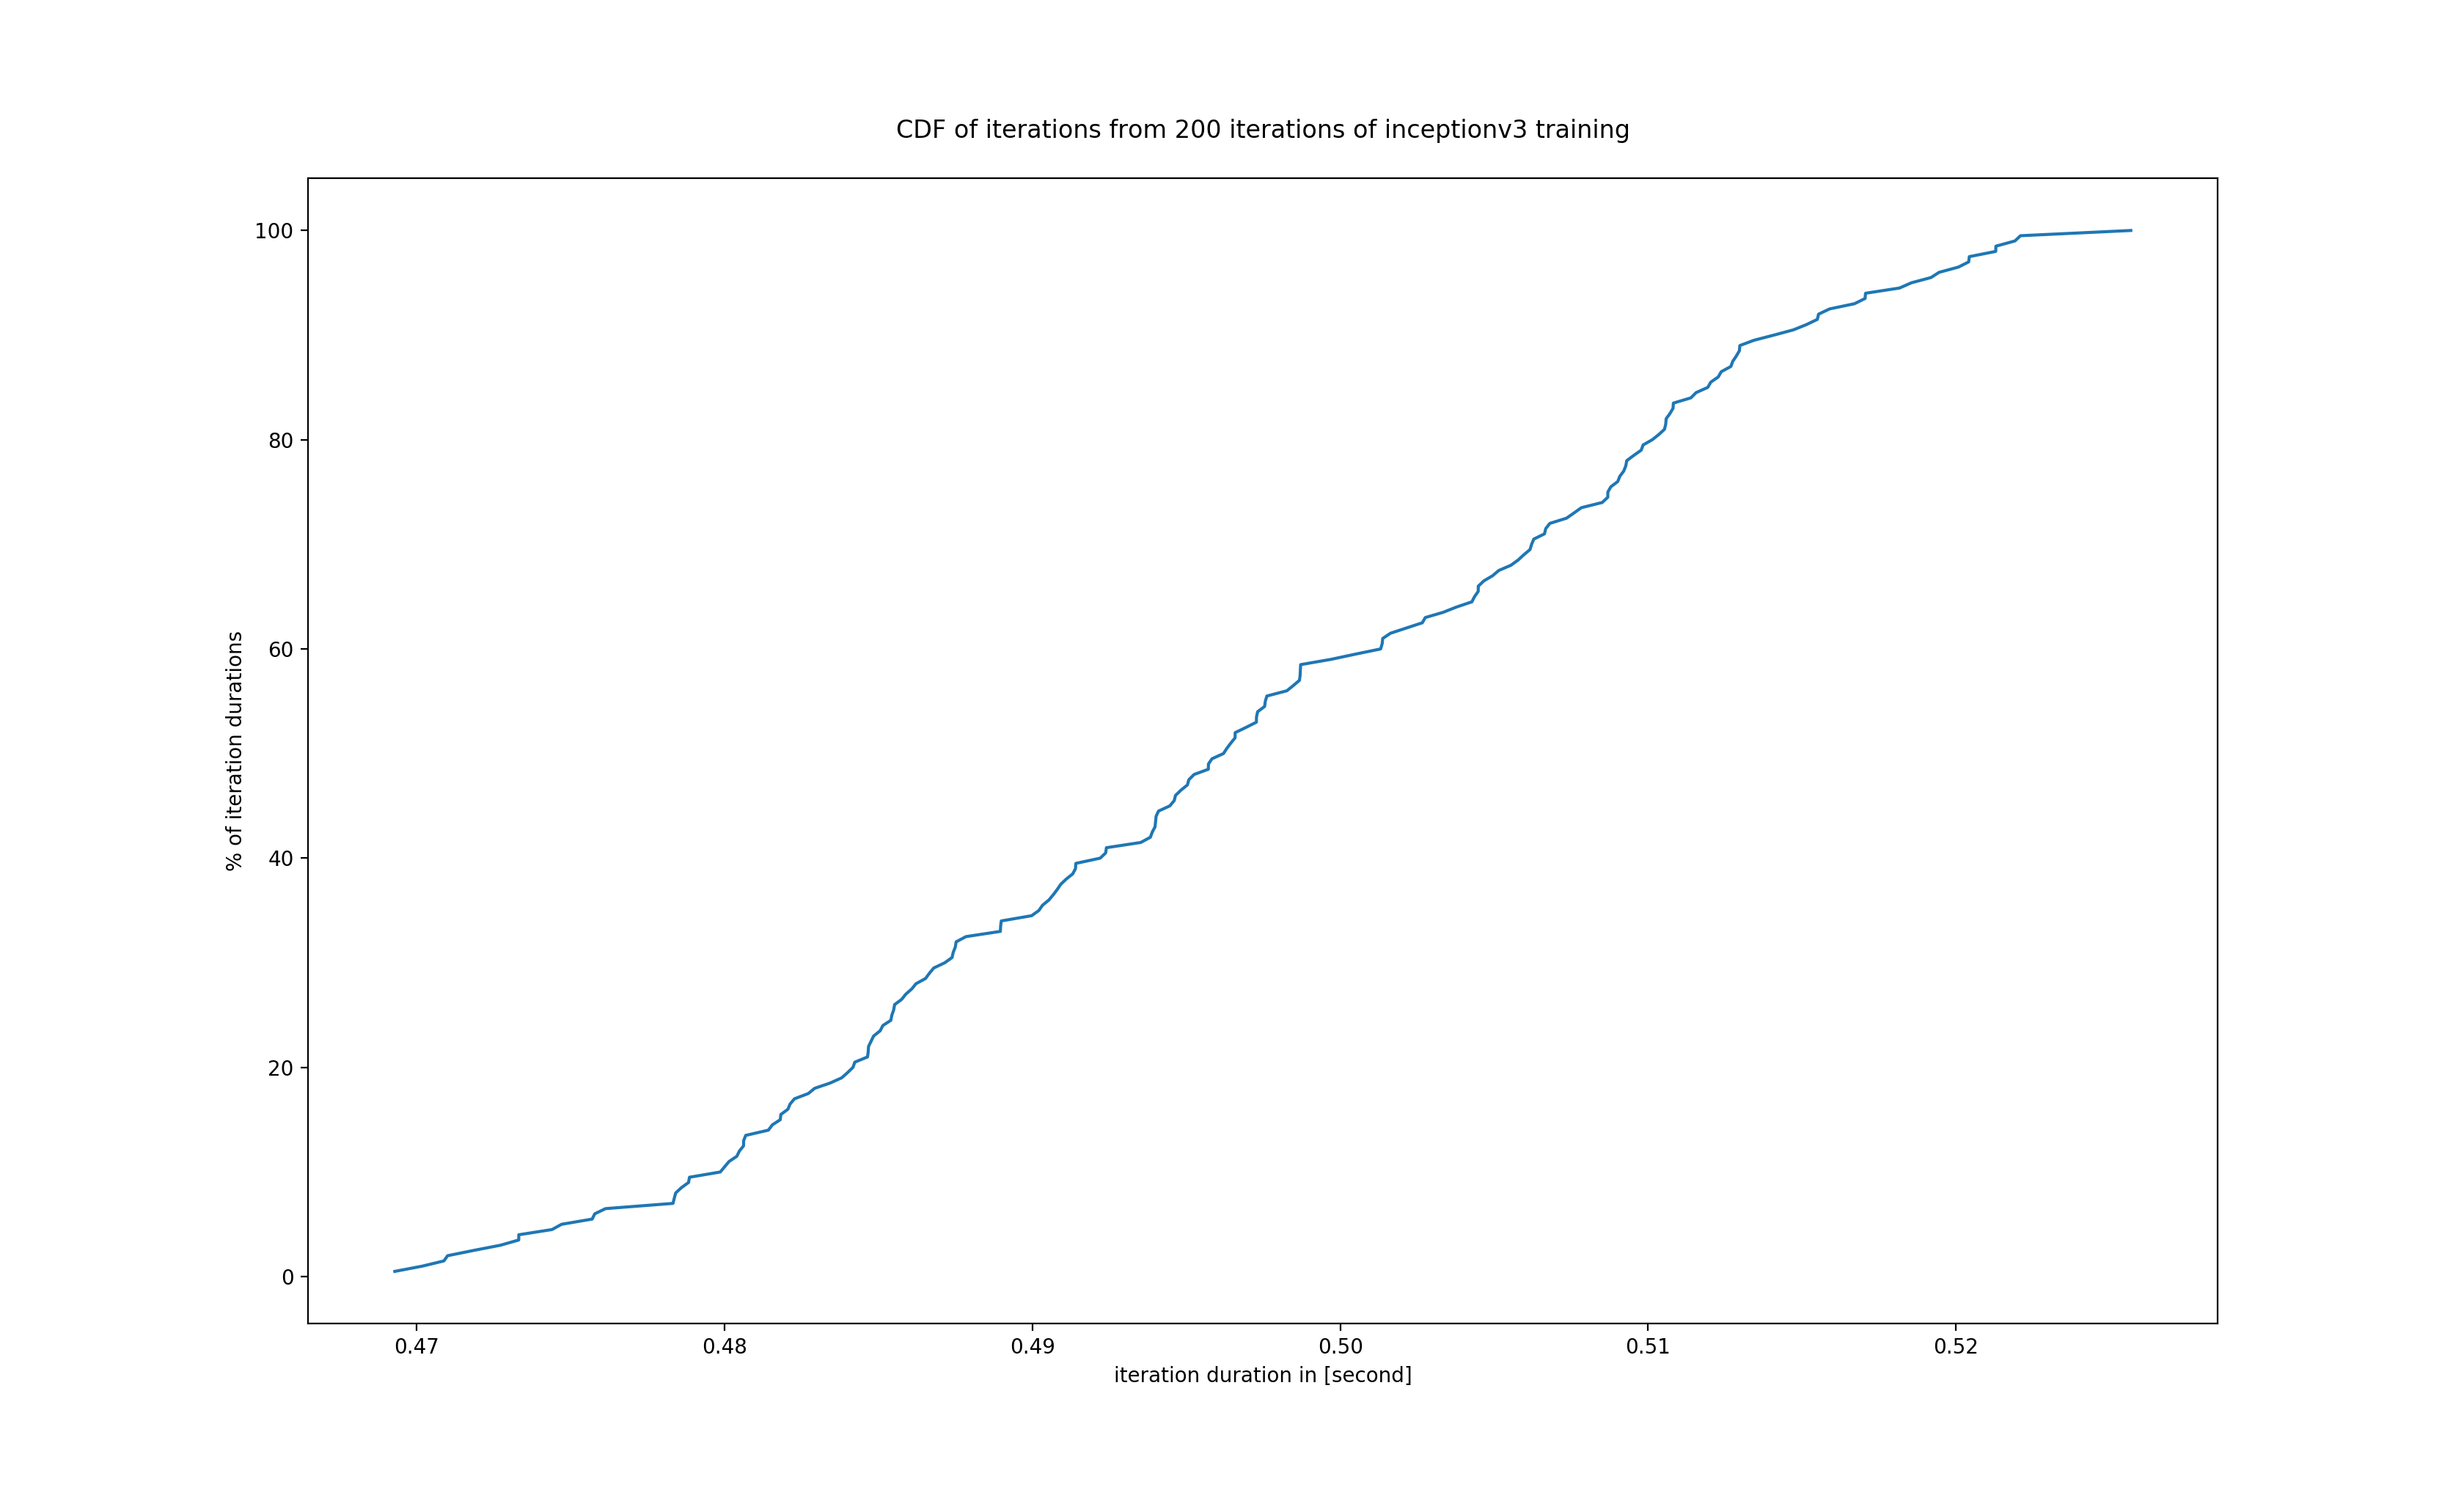 CDF of iterations from 200 iterations of inceptionv3 training
100
80
60
40
20
0
% of iteration durations
0.47 0.48 0.49 0.50 0.51 0.52
iteration duration in [second]